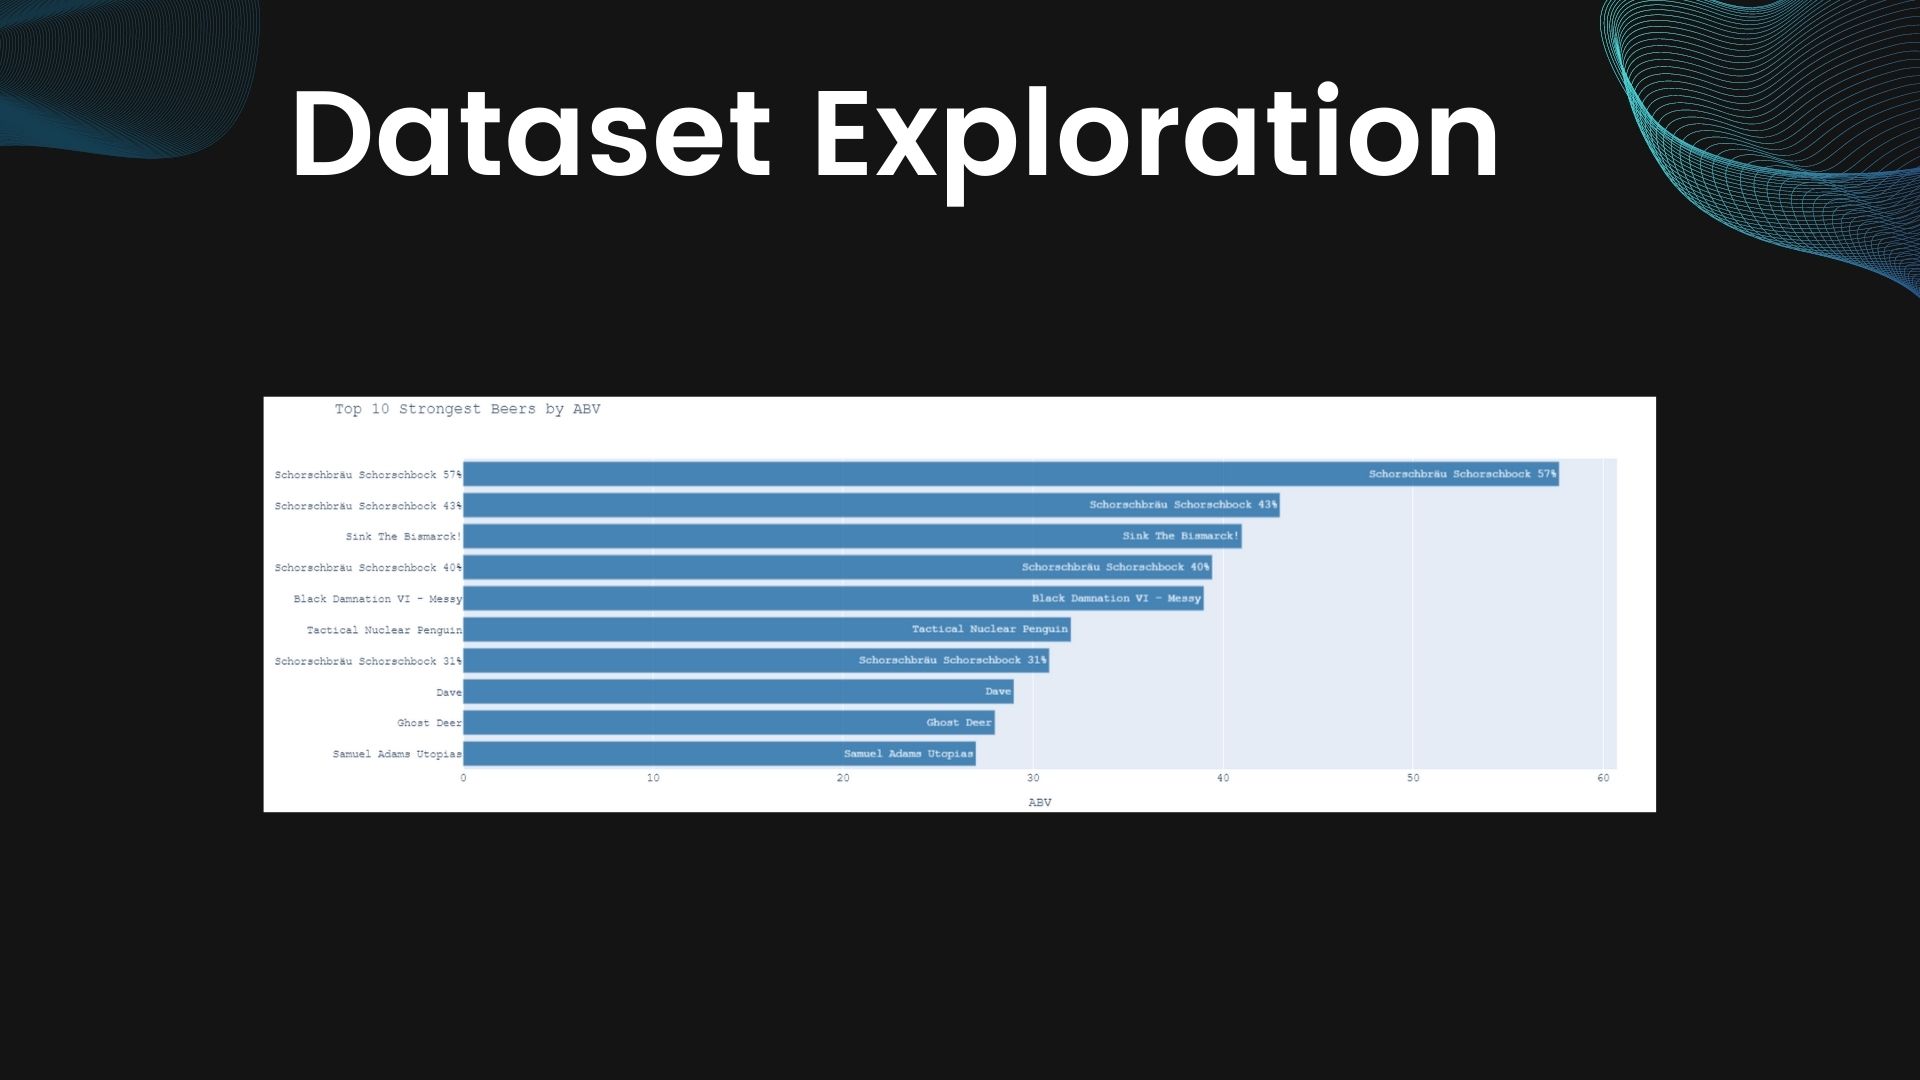 Dataset Exploration
Top 10 Strongest Beers by ABV
Schorschbräu Schorschbock 57% Schorschbräu Schorschbock 57%
Schorschbräu Schorschbock 43% Schorschbräu Schorschbock 43%
Sink The Bismarck! Sink The Bismarck!
Schorschbräu Schorschbock 40% Schorschbräu Schorschbock 40%
Black Damnation VI - Messy Black Damnation VI - Messy
Tactical Nuclear Penguin Tactical Nuclear Penguin
Schorschbräu Schorschbock 31% Schorschbräu Schorschbock 31%
Dave Dave
Ghost Deer Ghost Deer
Samuel Adams Utopias Samuel Adams Utopias
0 10 20 30 40 50 60
ABV